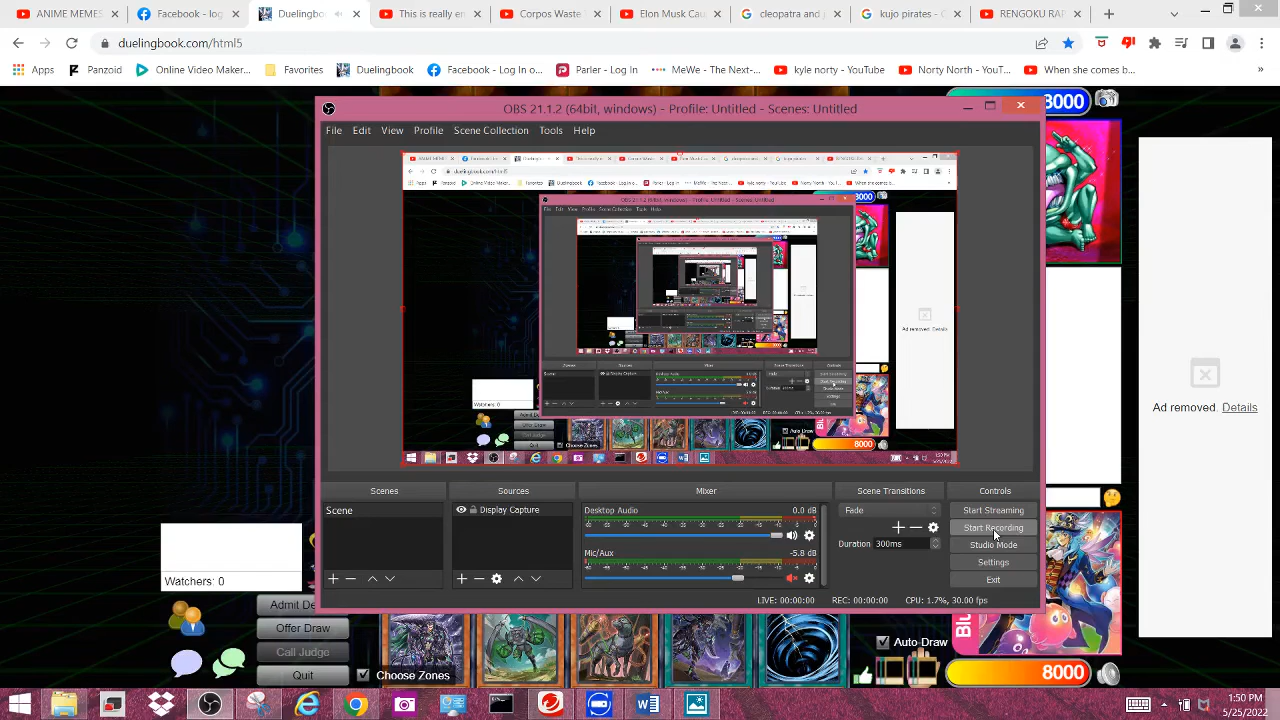 ANIME MEMES
Facebook - log
Duelingbo
This is really e
Corpos Wast
Elon Musk Cau
cleopatra and j
kujo pirates - G
RENGOKU RAP
duelingbook.com/html5
Apps
Panzoid
Online Video Maker...
Favorites
Duelingbook
Facebook - Log In o...
Parler - Log In
MeWe - The Next-...
kyle norty - YouTube
Norty North - YouT...
When she comes b...
OBS 21.1.2 (64bit, windows) - Profile: Untitled - Scenes: Untitled
8000
File Edit View Profile Scene Collection Tools Help
Ad removed. Details
Scenes
Sources
Mixer
Scene Transitions
Controls
Scene
Display Capture
Desktop Audio 0.0 dB
Fade
Start Streaming
Start Recording
Duration 300ms
Studio Mode
Mic/Aux -5.8 dB
Settings
Exit
LIVE: 00:00:00
REC: 00:00:00
CPU: 1.7%, 30.00 fps
Watchers: 0
Admit De
Offer Draw
Call Judge
Quit
Choose Zones
Auto-Draw
8000
1:50 PM
5/25/2022